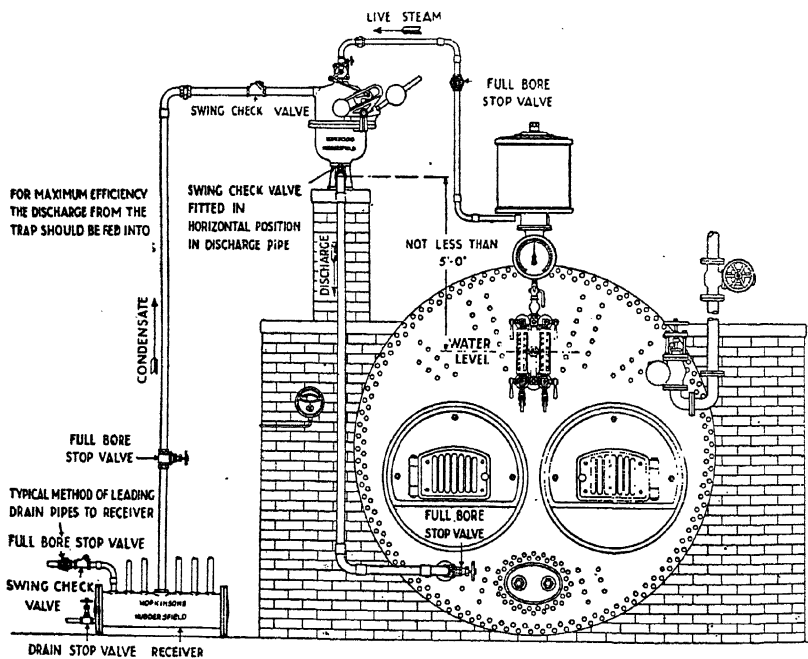 LIVE STEAM
FULL BORE
STOP VALVE
SWING CHECK VALVE
HUDDERSFIELD
FOR MAXIMUM EFFICIENCY
THE DISCHARGE FROM THE
TRAP SHOULD BE FED INTO
SWING CHECK VALVE
FITTED IN
HORIZONTAL POSITION
IN DISCHARGE PIPE
NOT LESS THAN
5'-0"
DISCHARGE
CONDENSATE
WATER
LEVEL
FULL BORE
STOP VALVE
TYPICAL METHOD OF LEADING
DRAIN PIPES TO RECEIVER
FULL BORE STOP VALVE
SWING CHECK
VALVE
FULL BORE
STOP VALVE
HOPKINSONS
HUDDERSFIELD
DRAIN STOP VALVE RECEIVER